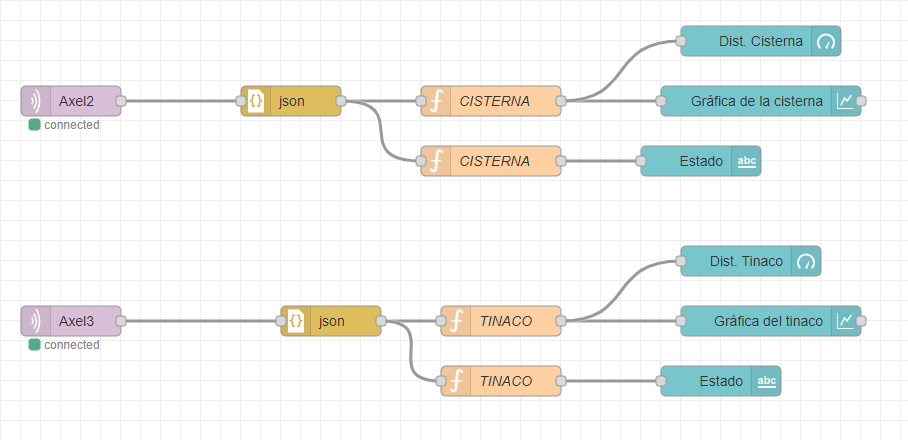 Dist. Cisterna
Axel2
json
CISTERNA
Gráfica de la cisterna
connected
CISTERNA
Estado
abc
Dist. Tinaco
Axel3
json
TINACO
Gráfica del tinaco
connected
TINACO
Estado
abc